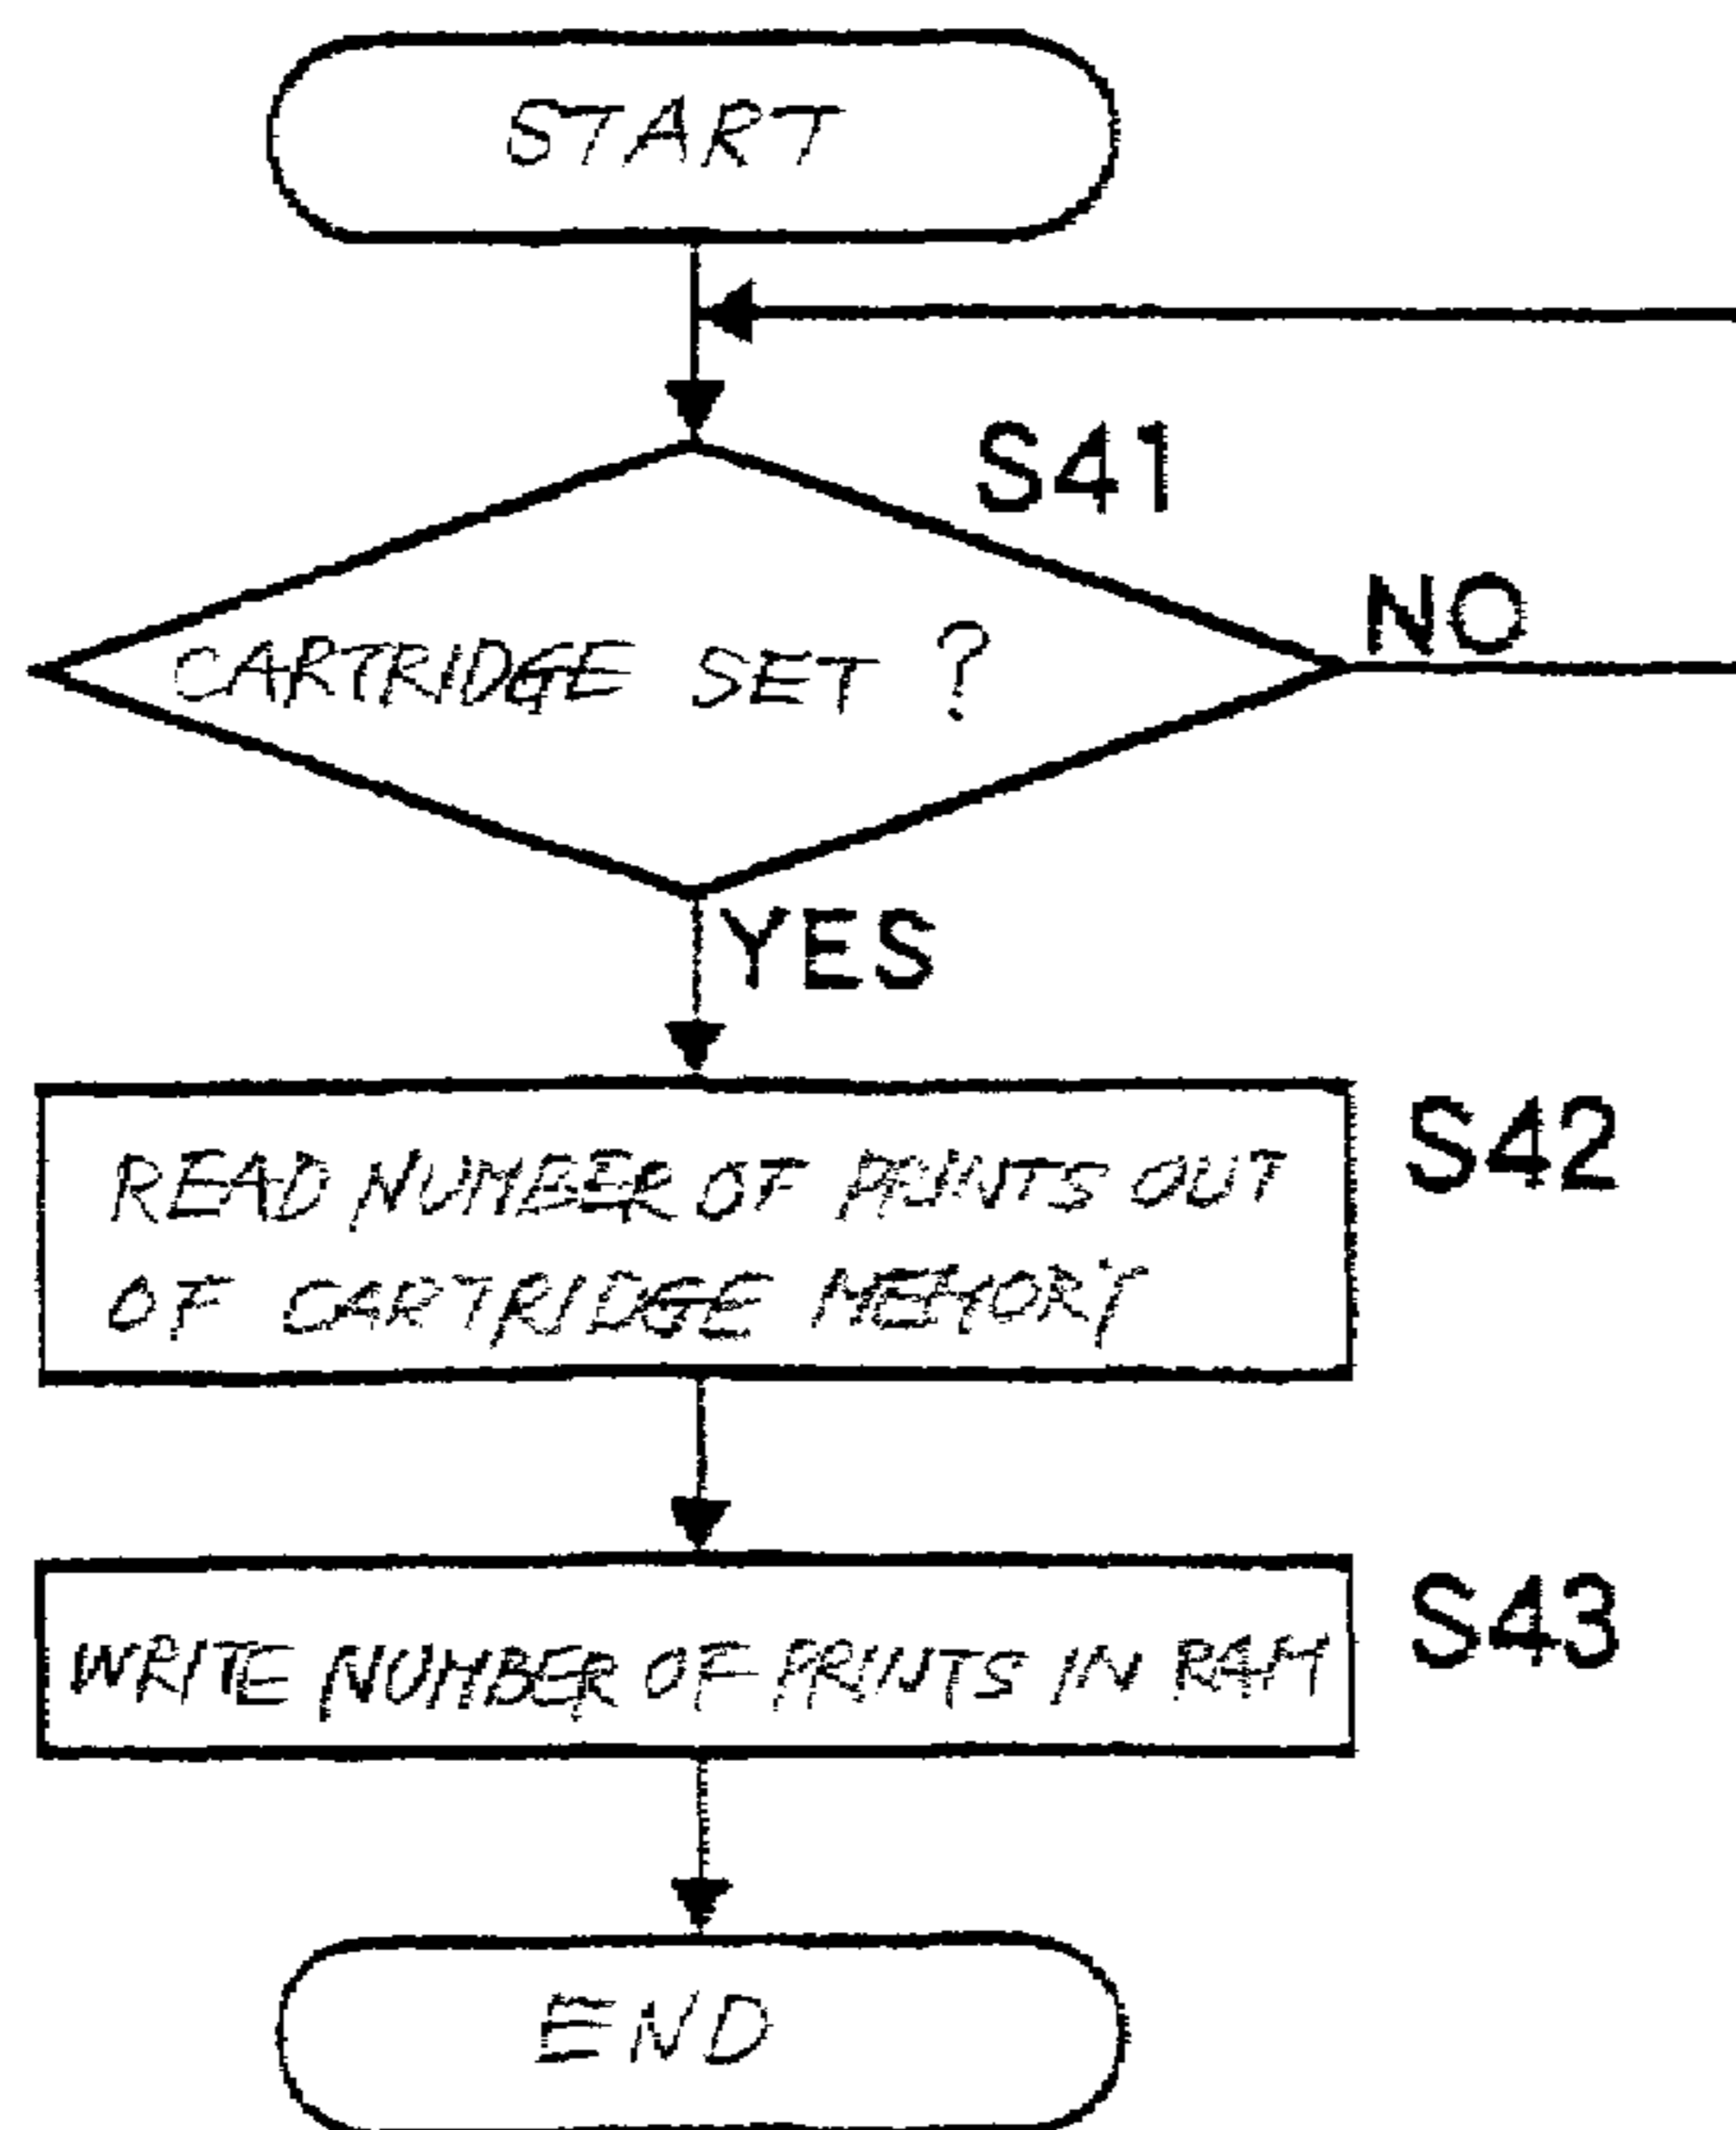 START
S41
NO
CARTRIDGE SET ?
YES
S42
READ NUMBER OF PRINTS OUT
OF CARTRIDGE MEMORY
S43
WRITE NUMBER OF PRINTS IN RAM
END